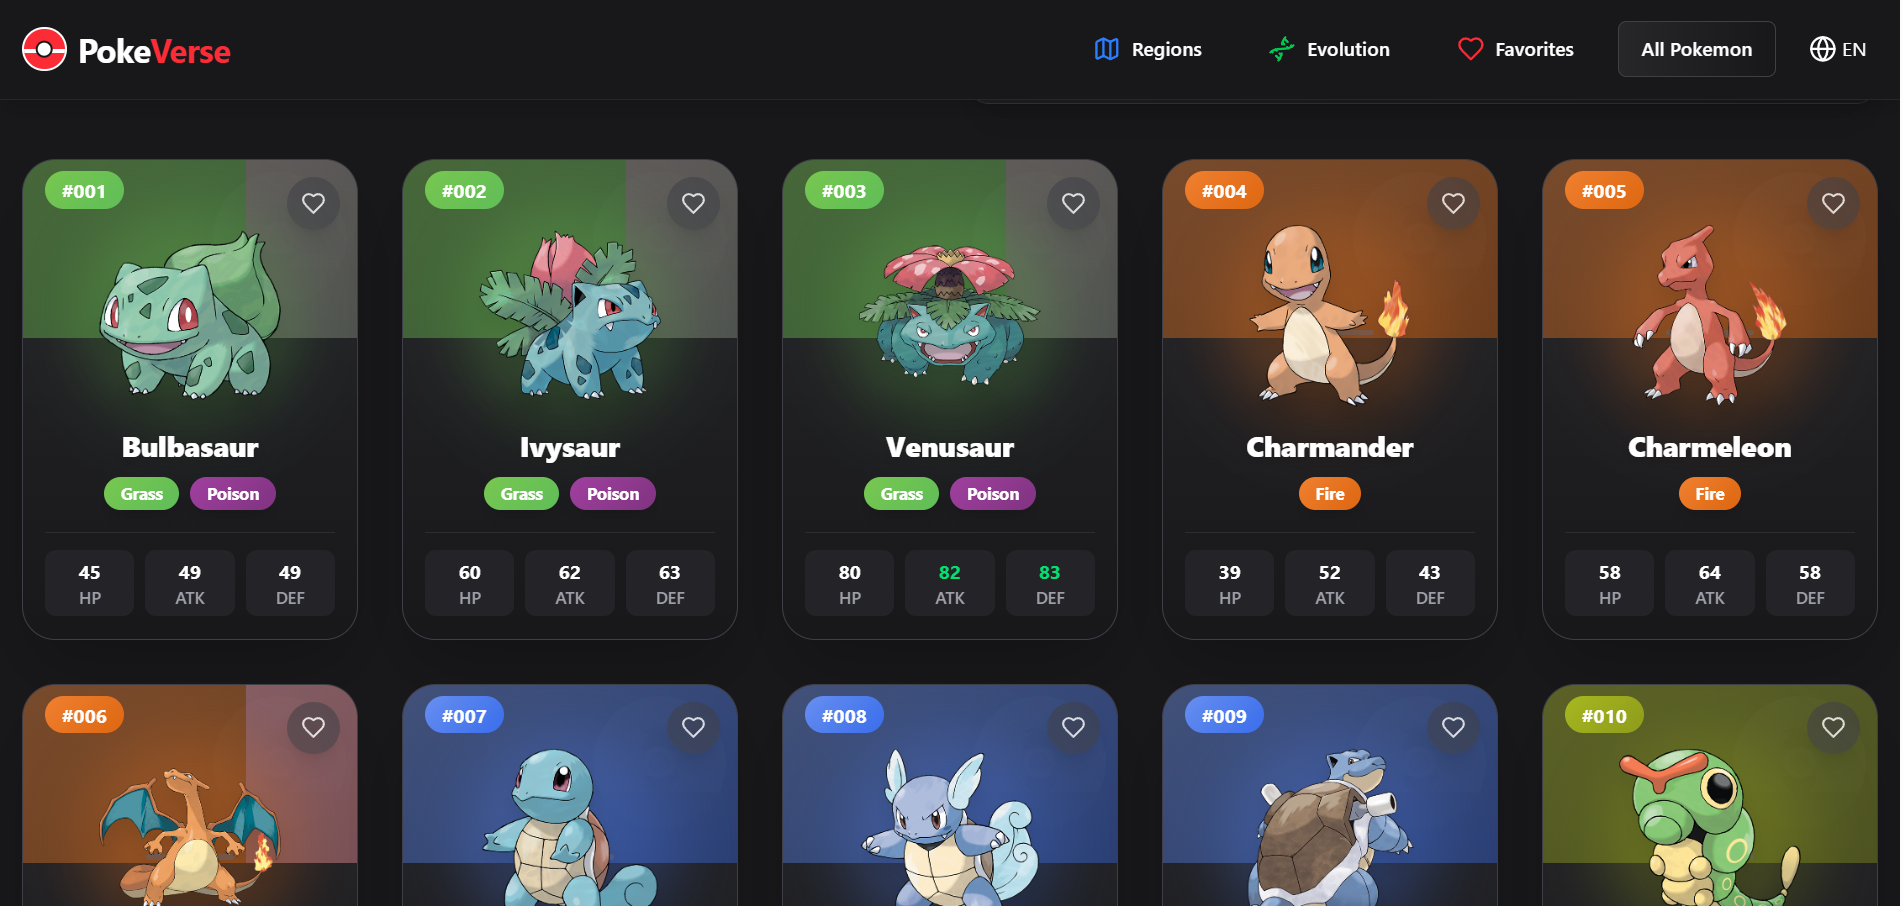 PokeVerse
Regions
Evolution
Favorites
All Pokemon
EN
#001
Bulbasaur
Grass Poison
45 49 49
HP ATK DEF
#002
Ivysaur
Grass Poison
60 62 63
HP ATK DEF
#003
Venusaur
Grass Poison
80 82 83
HP ATK DEF
#004
Charmander
Fire
39 52 43
HP ATK DEF
#005
Charmeleon
Fire
58 64 58
HP ATK DEF
#006
#007
#008
#009
#010